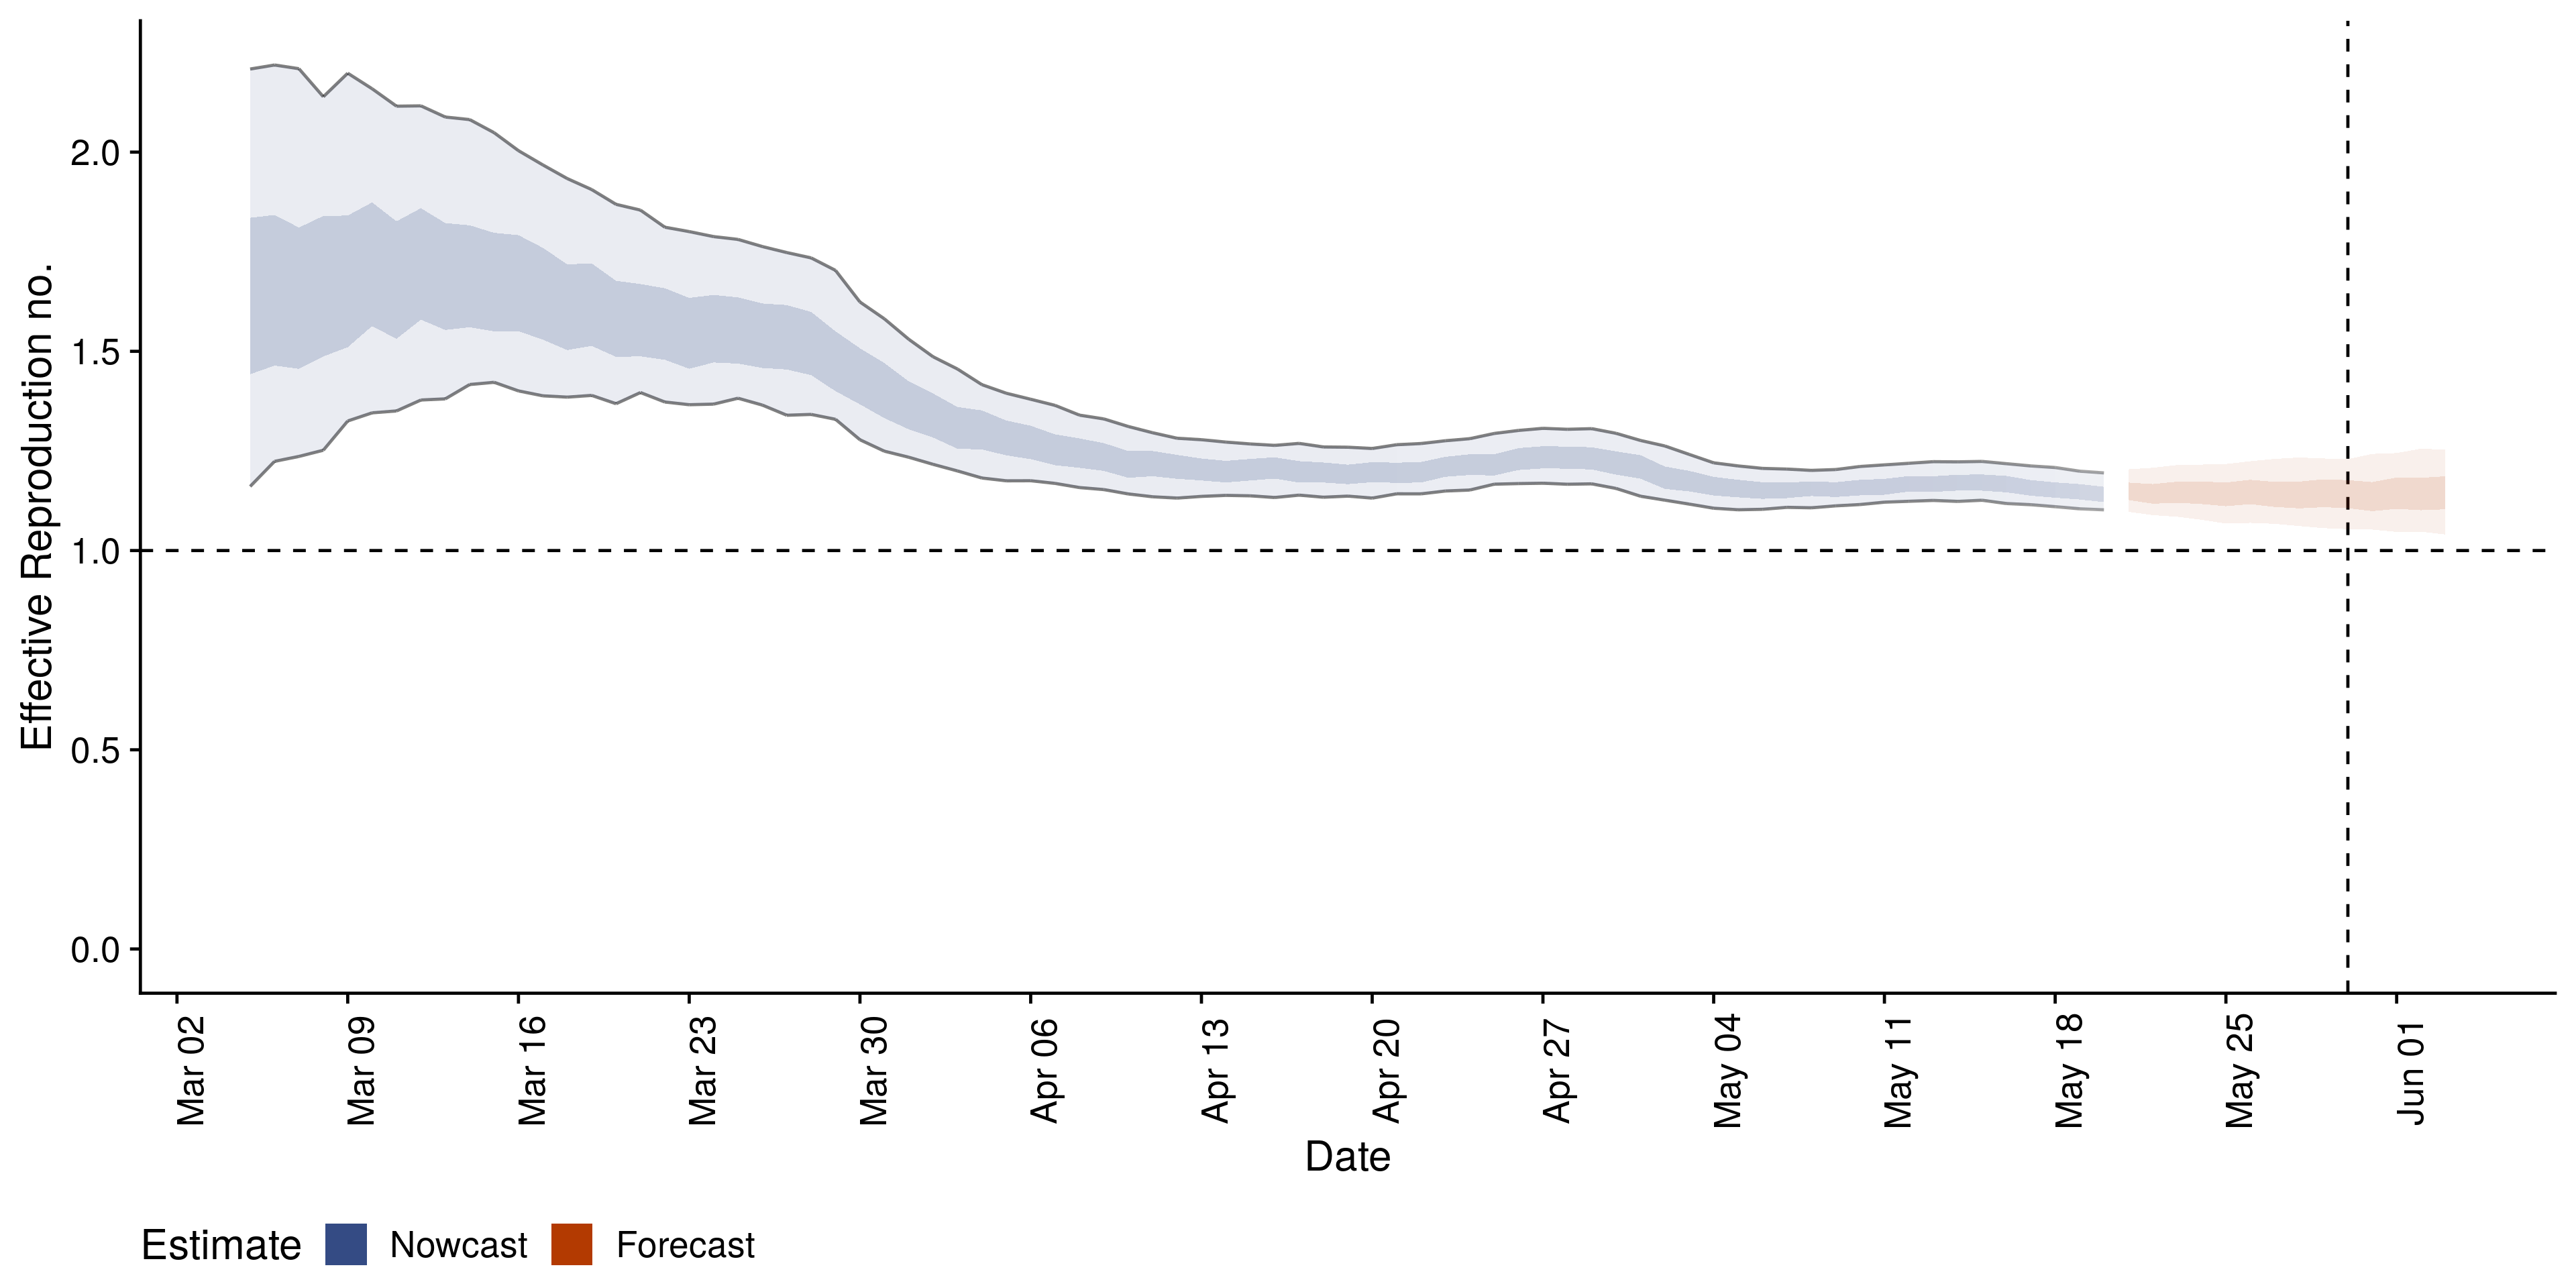 Effective Reproduction no.
2.0
1.5
1.0
0.5
0.0
Mar 02
Mar 09
Mar 16
Mar 23
Mar 30
Apr 06
Apr 13
Apr 20
Apr 27
May 04
May 11
May 18
May 25
Jun 01
Date
Estimate Nowcast Forecast